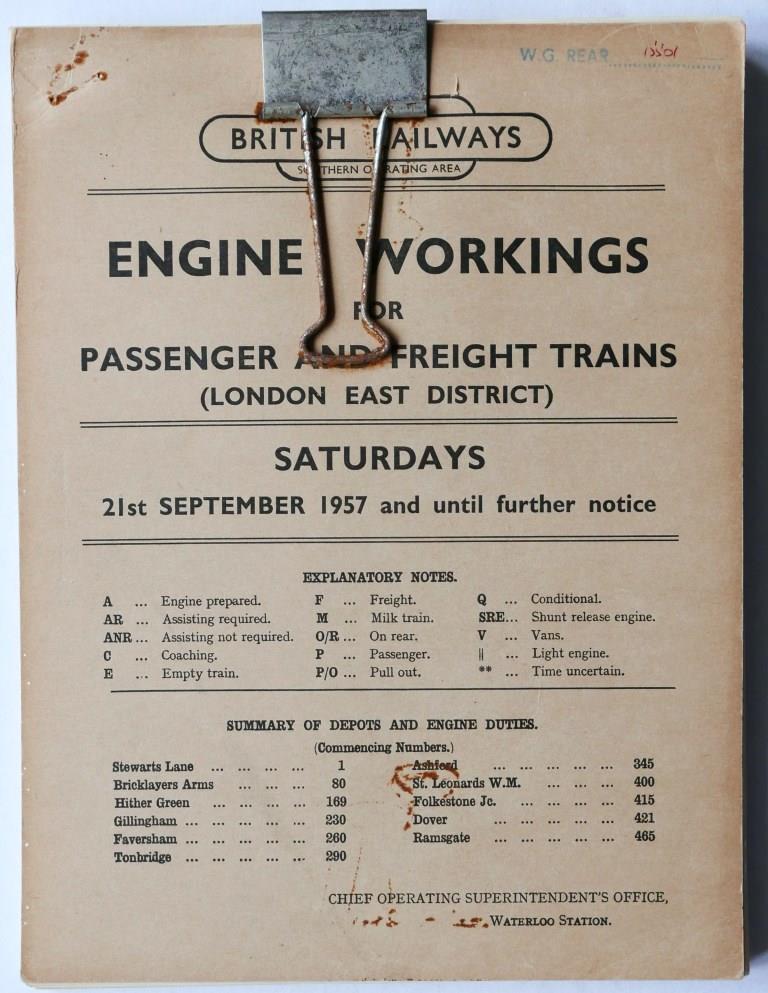 W.G. REAR
BRITISH RAILWAYS
SOUTHERN OPERATING AREA
ENGINE WORKINGS
FOR
PASSENGER AND FREIGHT TRAINS
(LONDON EAST DISTRICT)
SATURDAYS
21st SEPTEMBER 1957 and until further notice
EXPLANATORY NOTES.
A ... Engine prepared. F ... Freight. Q ... Conditional.
AR ... Assisting required. M ... Milk train. SRE... Shunt release engine.
ANR... Assisting not required. O/R ... On rear. V ... Vans.
C ... Coaching. P ... Passenger. || ... Light engine.
E ... Empty train. P/O ... Pull out. ** ... Time uncertain.
SUMMARY OF DEPOTS AND ENGINE DUTIES.
(Commencing Numbers.)
Stewarts Lane ... ... ... ... 1 Ashford ... ... ... ... ... 345
Bricklayers Arms ... ... ... 80 St. Leonards W.M. ... ... ... 400
Hither Green ... ... ... ... 169 Folkestone Jc. ... ... ... ... 415
Gillingham ... ... ... ... ... 230 Dover ... ... ... ... ... 421
Faversham ... ... ... ... ... 260 Ramsgate ... ... ... ... ... 465
Tonbridge ... ... ... ... ... 290
CHIEF OPERATING SUPERINTENDENT'S OFFICE,
WATERLOO STATION.